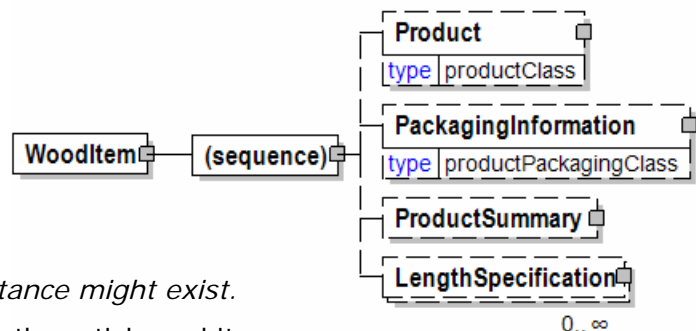 Product
type productClass
PackagingInformation
type productPackagingClass
WoodItem
(sequence)
ProductSummary
LengthSpecification
tance might exist.
0..∞